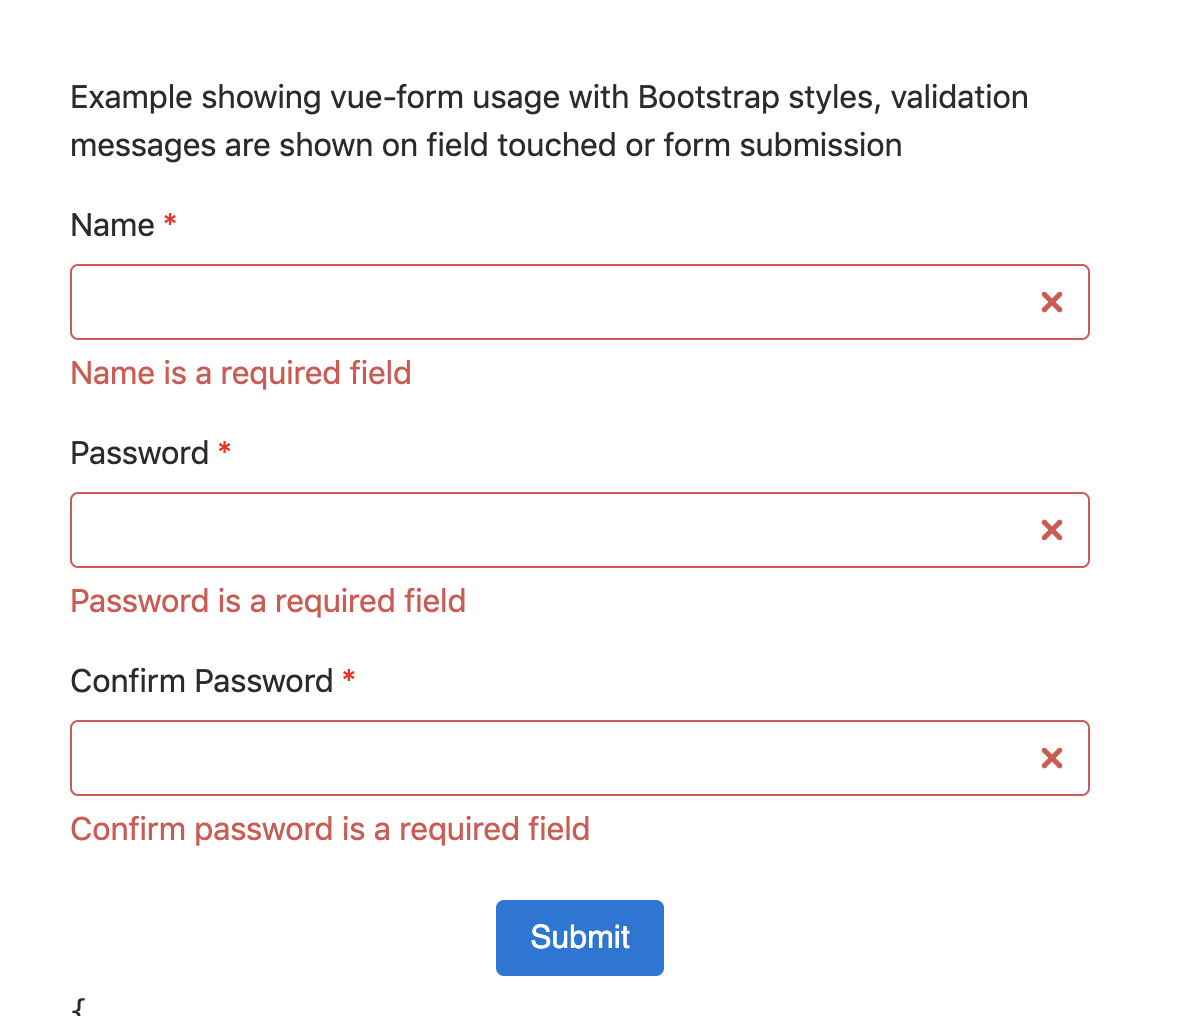 Example showing vue-form usage with Bootstrap styles, validation
messages are shown on field touched or form submission
Name *
Name is a required field
Password *
Password is a required field
Confirm Password *
Confirm password is a required field
Submit
{